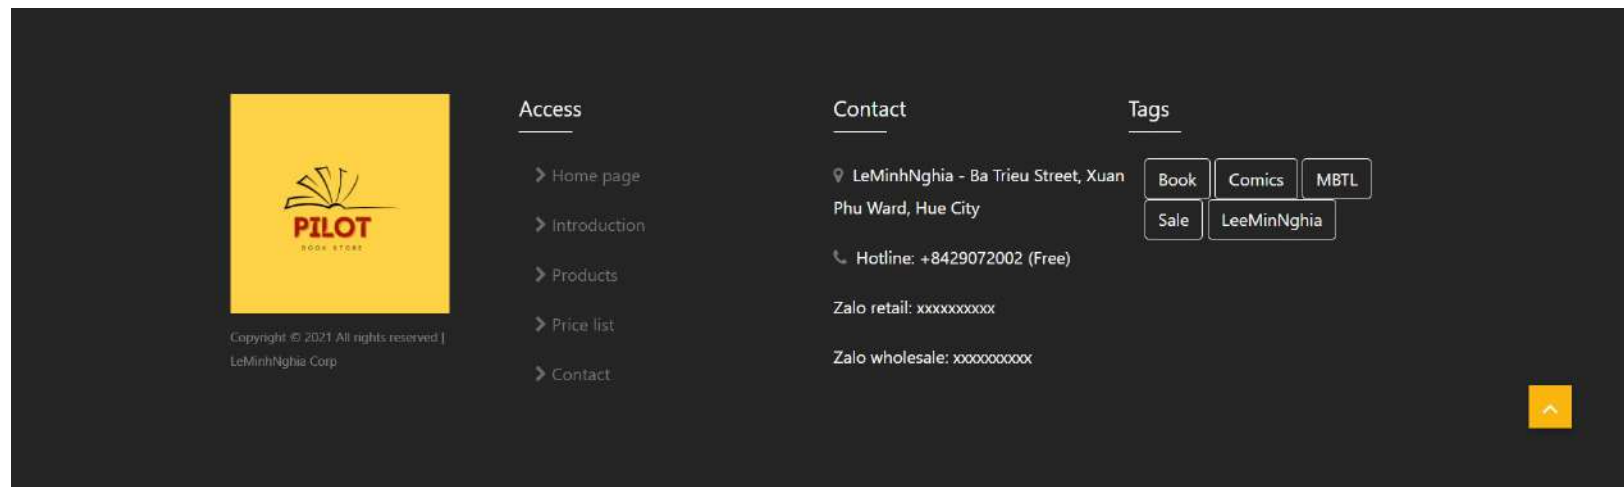 PILOT
BOOK STORE
Copyright © 2021 All rights reserved |
LeMinhNghia Corp
Access
Home page
Introduction
Products
Price list
Contact
Contact
LeMinhNghia - Ba Trieu Street, Xuan
Phu Ward, Hue City
Hotline: +8429072002 (Free)
Zalo retail: xxxxxxxxxx
Zalo wholesale: xxxxxxxxxx
Tags
Book Comics MBTL
Sale LeeMinNghia